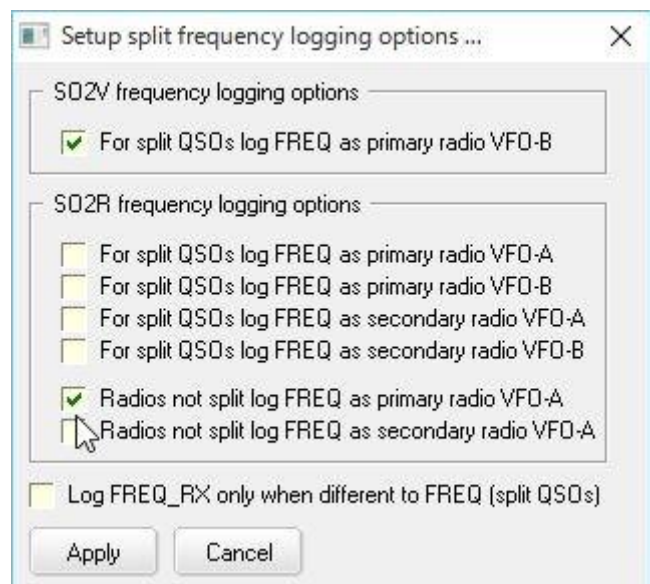 Setup split frequency logging options ...
SO2V frequency logging options
For split QSOs log FREQ as primary radio VFO-B
SO2R frequency logging options
For split QSOs log FREQ as primary radio VFO-A
For split QSOs log FREQ as primary radio VFO-B
For split QSOs log FREQ as secondary radio VFO-A
For split QSOs log FREQ as secondary radio VFO-B
Radios not split log FREQ as primary radio VFO-A
Radios not split log FREQ as secondary radio VFO-A
Log FREQ_RX only when different to FREQ (split QSOs)
Apply
Cancel